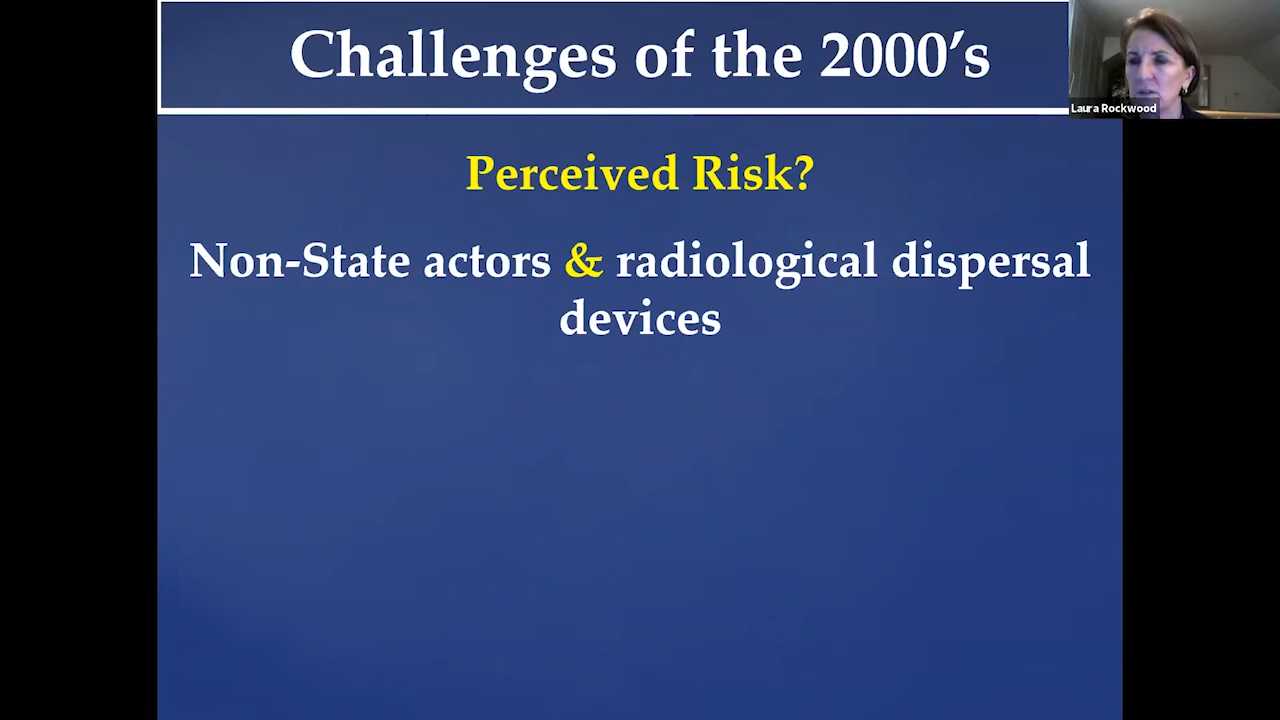 Challenges of the 2000’s
Laura Rockwood
Perceived Risk?
Non-State actors & radiological dispersal
devices